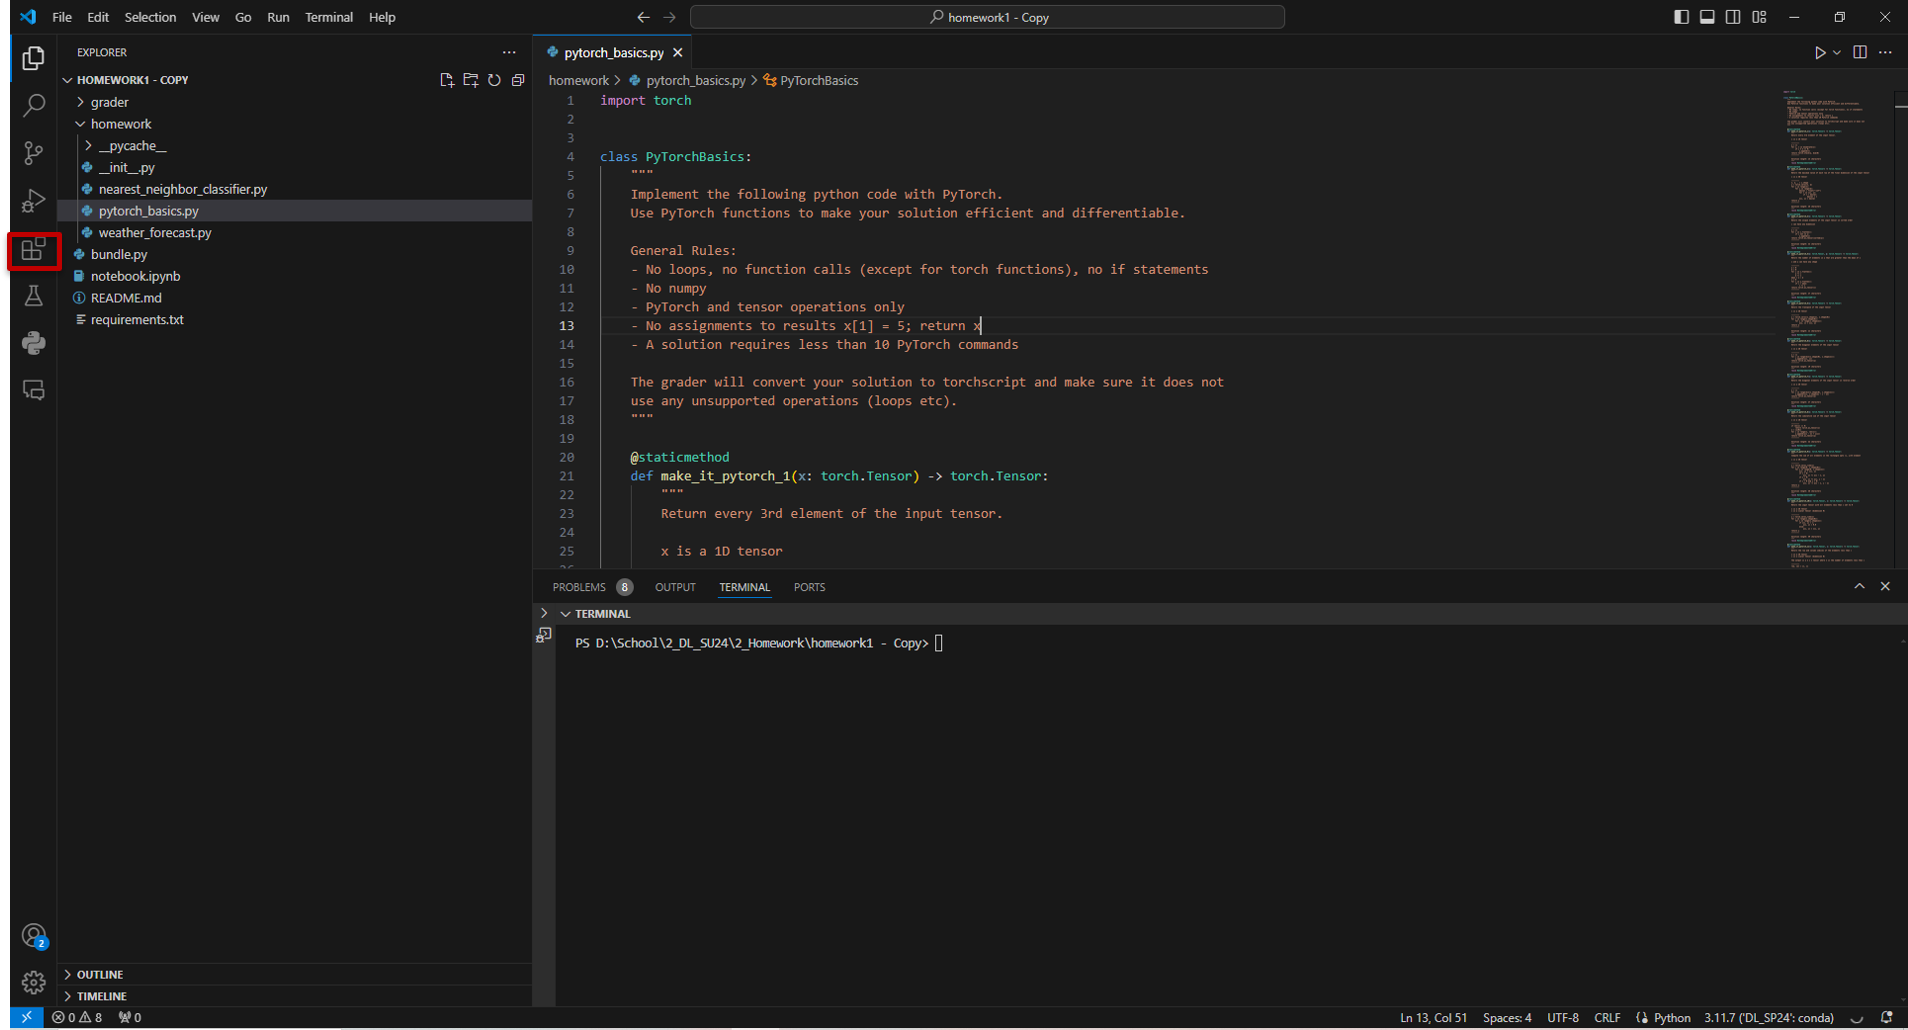 File Edit Selection View Go Run Terminal Help
homework1 - Copy
EXPLORER
HOMEWORK1 - COPY
grader
homework
__pycache__
__init__.py
nearest_neighbor_classifier.py
pytorch_basics.py
weather_forecast.py
bundle.py
notebook.ipynb
README.md
requirements.txt
2
OUTLINE
TIMELINE
pytorch_basics.py
homework > pytorch_basics.py > PyTorchBasics
1 import torch
2
3
4 class PyTorchBasics:
5 """
6 Implement the following python code with PyTorch.
7 Use PyTorch functions to make your solution efficient and differentiable.
8
9 General Rules:
10 - No loops, no function calls (except for torch functions), no if statements
11 - No numpy
12 - PyTorch and tensor operations only
13 - No assignments to results x[1] = 5; return x
14 - A solution requires less than 10 PyTorch commands
15
16 The grader will convert your solution to torchscript and make sure it does not
17 use any unsupported operations (loops etc).
18 """
19
20 @staticmethod
21 def make_it_pytorch_1(x: torch.Tensor) -> torch.Tensor:
22 """
23 Return every 3rd element of the input tensor.
24
25 x is a 1D tensor
PROBLEMS 8 OUTPUT TERMINAL PORTS
TERMINAL
PS D:\School\2_DL_SU24\2_Homework\homework1 - Copy>
0 8 0
Ln 13, Col 51 Spaces: 4 UTF-8 CRLF Python 3.11.7 ('DL_SP24': conda)